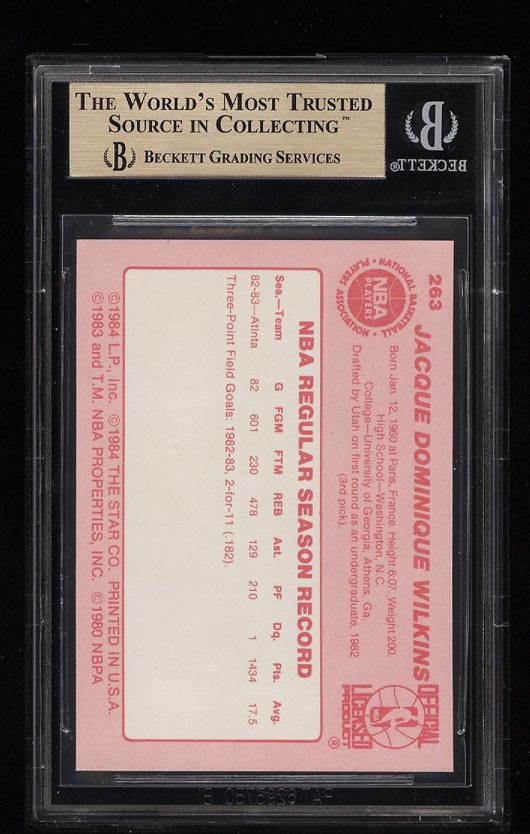 THE WORLD'S MOST TRUSTED
SOURCE IN COLLECTING™
B BECKETT GRADING SERVICES
B
BECKETT®
263 JACQUE DOMINIQUE WILKINS
NATIONAL BASKETBALL
PLAYERS ASSOCIATION
NBA
PLAYERS
Born Jan. 12, 1960 at Paris, France. Height 6:07. Weight 200.
High School—Washington, N.C.
College—University of Georgia, Athens, Ga.
Drafted by Utah on first round as an undergraduate, 1982
(3rd pick).
OFFICIAL
NBA
LICENSED
PRODUCT
®
NBA REGULAR SEASON RECORD
Sea.—Team G FGM FTM REB Ast. PF Dq. Pts. Avg.
82-83—Atlnta 82 601 230 478 129 210 1 1434 17.5
Three-Point Field Goals: 1982-83, 2-for-11 (.182).
©1984 L.P., Inc. ©1984 THE STAR CO. PRINTED IN U.S.A.
©1983 and T.M. NBA PROPERTIES, INC. ©1980 NBPA